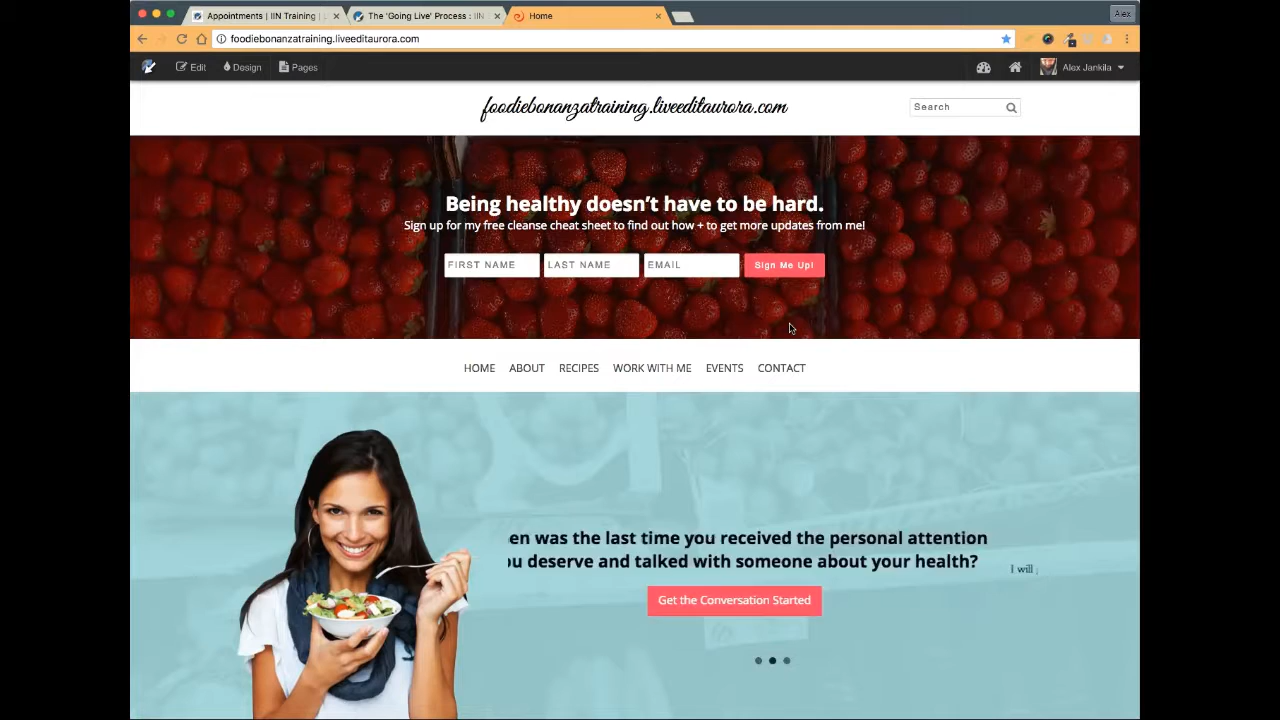 Appointments | IIN Training |
The 'Going Live' Process : IIN
Home
Alex
foodiebonanzatraining.liveeditaurora.com
Edit
Design
Pages
Alex Jankila
foodiebonanzatraining.liveeditaurora.com
Search
Being healthy doesn't have to be hard.
Sign up for my free cleanse cheat sheet to find out how + to get more updates from me!
FIRST NAME
LAST NAME
EMAIL
Sign Me Up!
HOME ABOUT RECIPES WORK WITH ME EVENTS CONTACT
en was the last time you received the personal attention
ou deserve and talked with someone about your health?
I will
Get the Conversation Started